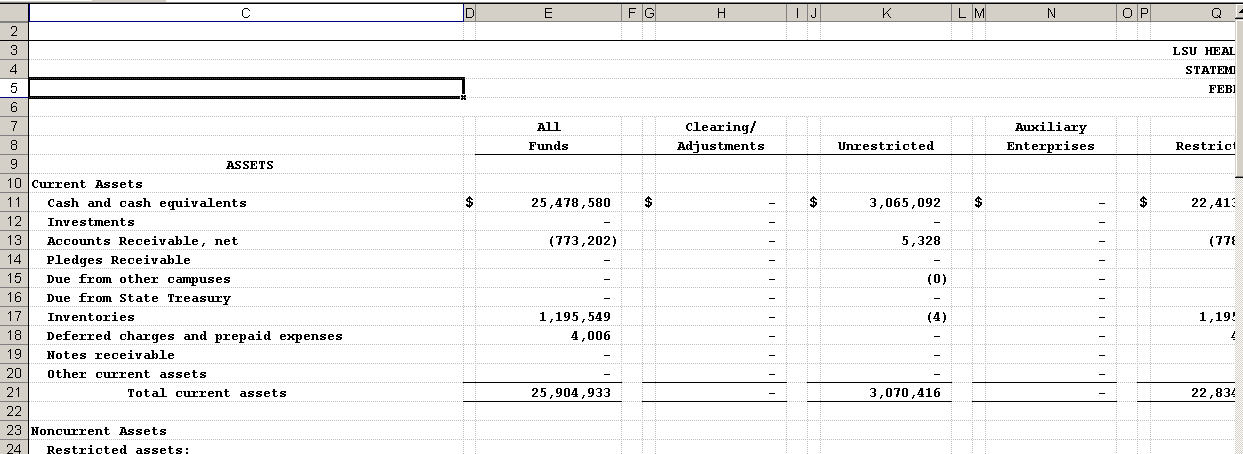 C D E F G H I J K L M N O P Q
2
3 LSU HEAL
4 STATEM
5 FEB
6
7 All Clearing/ Auxiliary
8 Funds Adjustments Unrestricted Enterprises Restrict
9 ASSETS
10 Current Assets
11 Cash and cash equivalents $ 25,478,580 $ - $ 3,065,092 $ - $ 22,413
12 Investments - - - -
13 Accounts Receivable, net (773,202) - 5,328 - (778
14 Pledges Receivable - - - -
15 Due from other campuses - - (0) -
16 Due from State Treasury - - - -
17 Inventories 1,195,549 - (4) - 1,195
18 Deferred charges and prepaid expenses 4,006 - - - 4
19 Notes receivable - - - -
20 Other current assets - - - -
21 Total current assets 25,904,933 - 3,070,416 - 22,834
22
23 Noncurrent Assets
24 Restricted assets: